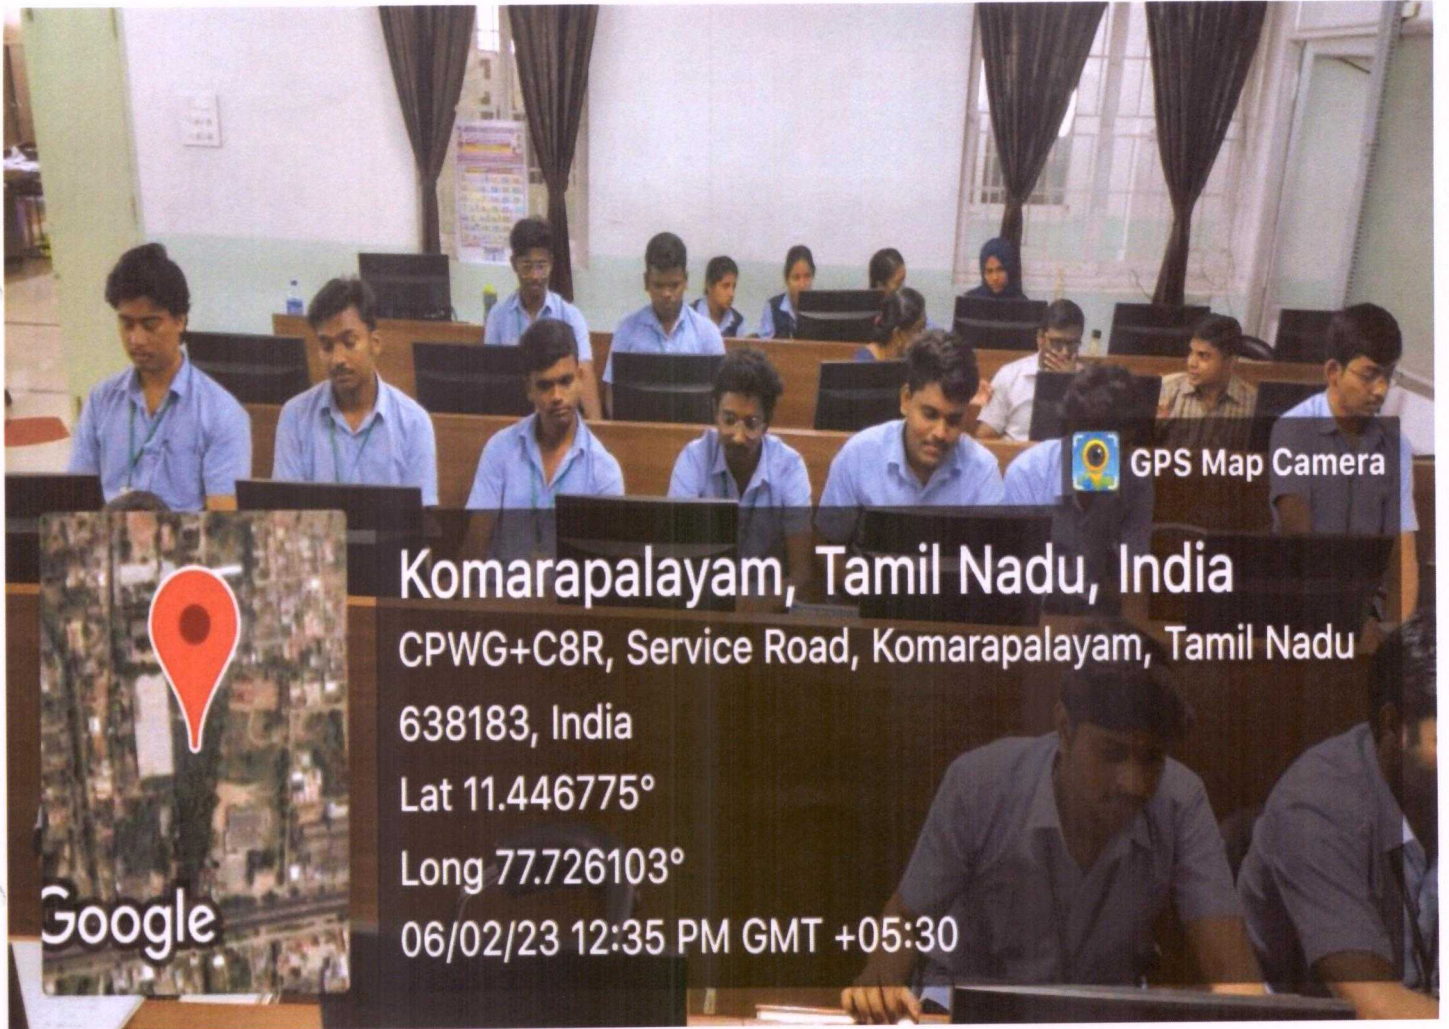 GPS Map Camera
Komarapalayam, Tamil Nadu, India
CPWG+C8R, Service Road, Komarapalayam, Tamil Nadu
638183, India
Lat 11.446775°
Long 77.726103°
06/02/23 12:35 PM GMT +05:30
Google